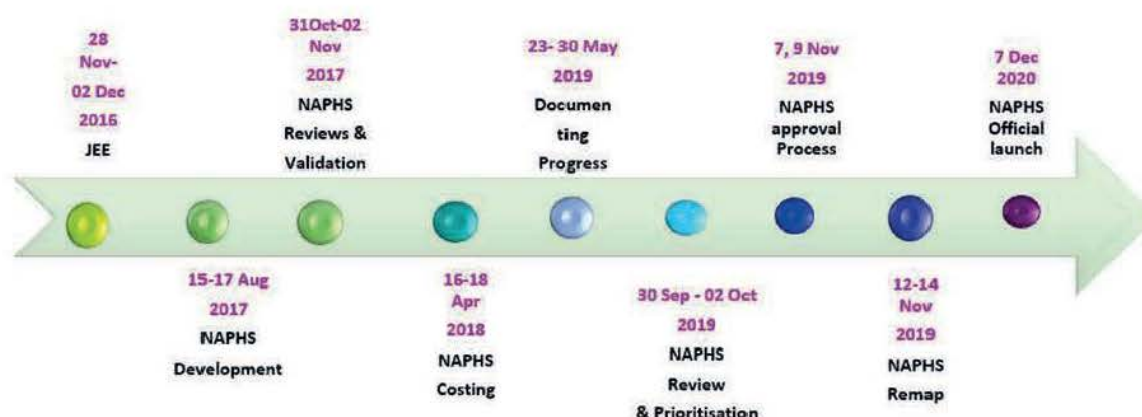 28
Nov-
02 Dec
2016
JEE
15-17 Aug
2017
NAPHS
Development
31Oct-02
Nov
2017
NAPHS
Reviews &
Validation
16-18
Apr
2018
NAPHS
Costing
23- 30 May
2019
Documen
ting
Progress
30 Sep - 02 Oct
2019
NAPHS
Review
& Prioritisation
7, 9 Nov
2019
NAPHS
approval
Process
12-14
Nov
2019
NAPHS
Remap
7 Dec
2020
NAPHS
Official
launch